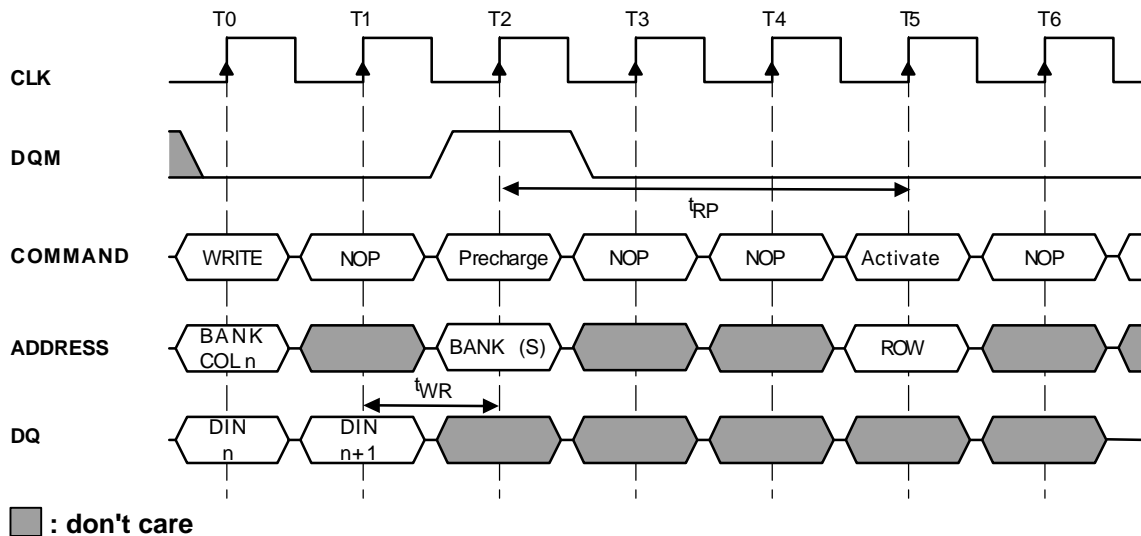 T0 T1 T2 T3 T4 T5 T6
CLK
DQM
tRP
COMMAND WRITE NOP Precharge NOP NOP Activate NOP
ADDRESS BANK COL n BANK (S) ROW
tWR
DQ DIN n DIN n+1
: don't care